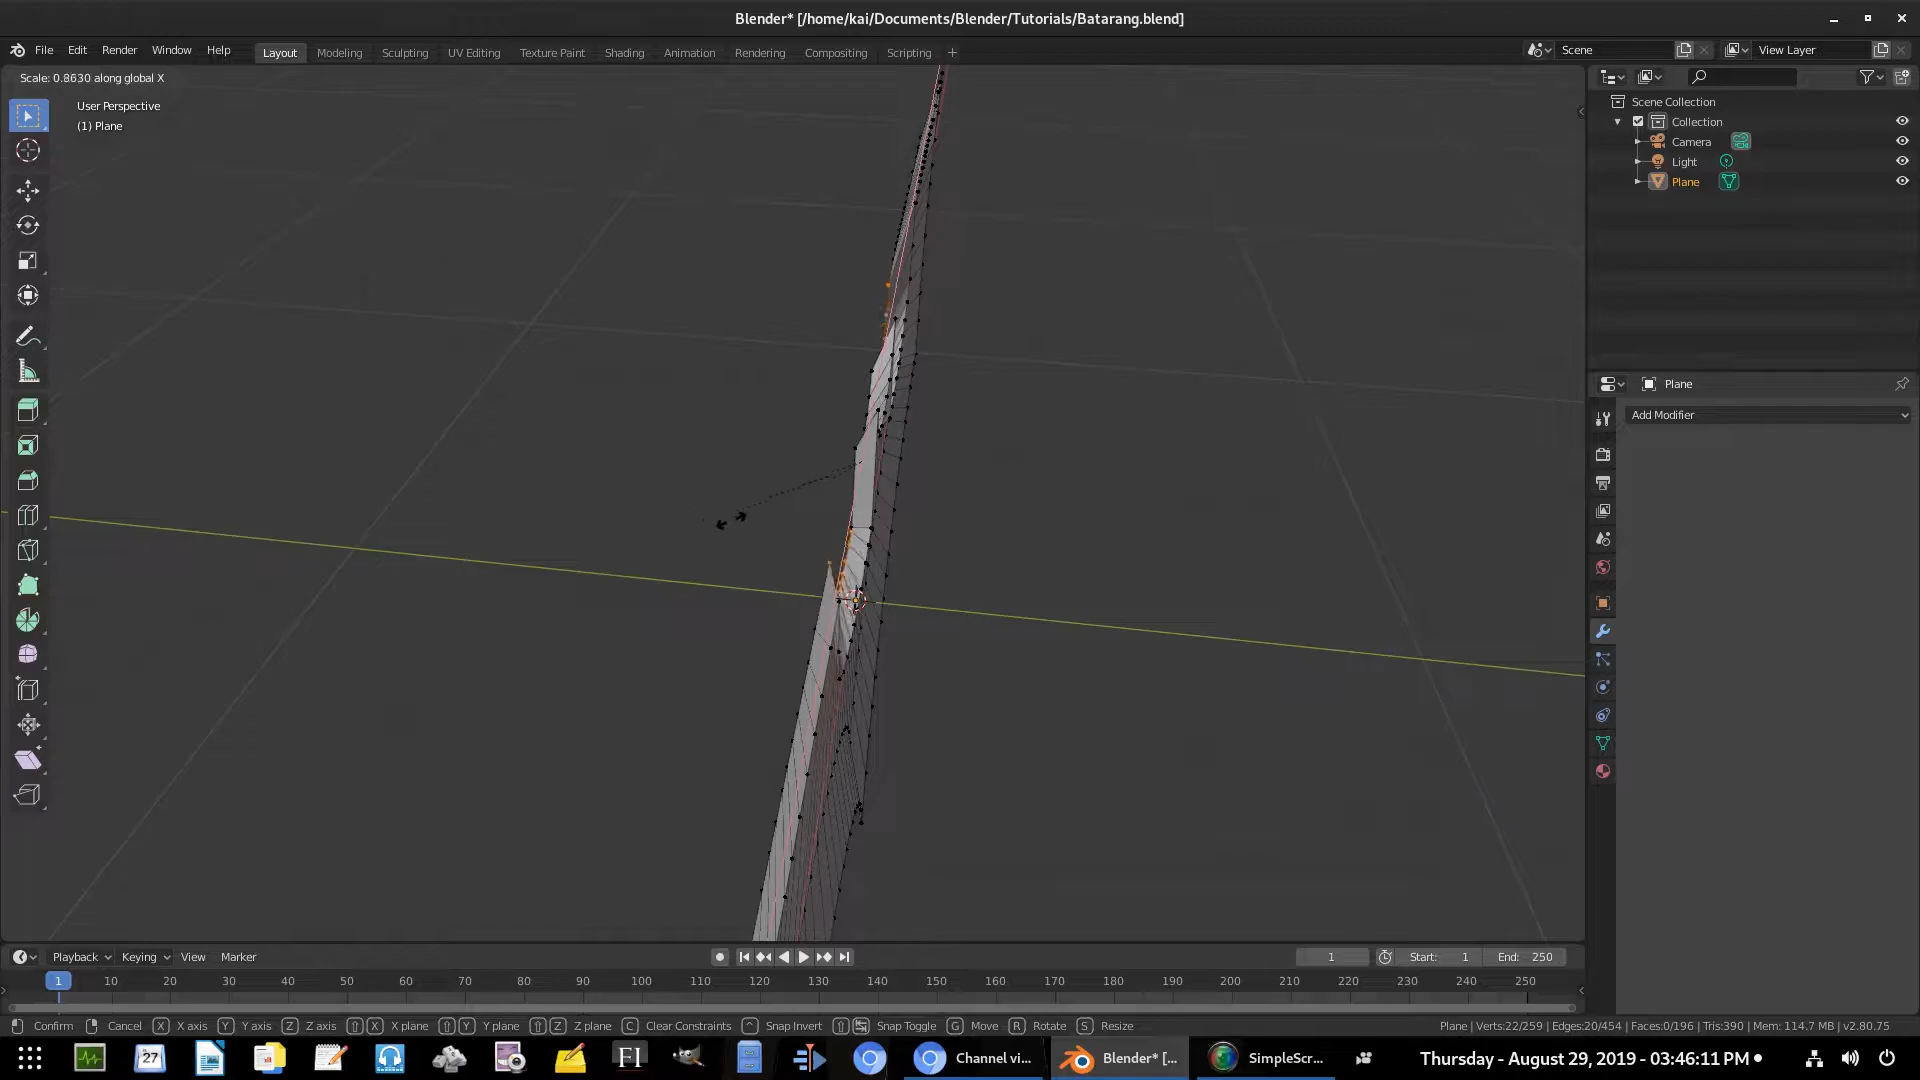 Blender* [/home/kai/Documents/Blender/Tutorials/Batarang.blend]
File Edit Render Window Help
Layout Modeling Sculpting UV Editing Texture Paint Shading Animation Rendering Compositing Scripting +
Scene
View Layer
Scale: 0.8630 along global X
User Perspective
(1) Plane
Scene Collection
Collection
Camera
Light
Plane
Plane
Add Modifier
Playback Keying View Marker
1
Start: 1
End: 250
1 10 20 30 40 50 60 70 80 90 100 110 120 130 140 150 160 170 180 190 200 210 220 230 240 250
Confirm Cancel X X axis Y Y axis Z Z axis X X plane Y Y plane Z Z plane C Clear Constraints ^ Snap Invert Snap Toggle G Move R Rotate S Resize
Plane | Verts:22/259 | Edges:20/454 | Faces:0/196 | Tris:390 | Mem: 114.7 MB | v2.80.75
27
FI
Channel vi...
Blender* [...
SimpleScr...
Thursday - August 29, 2019 - 03:46:11 PM